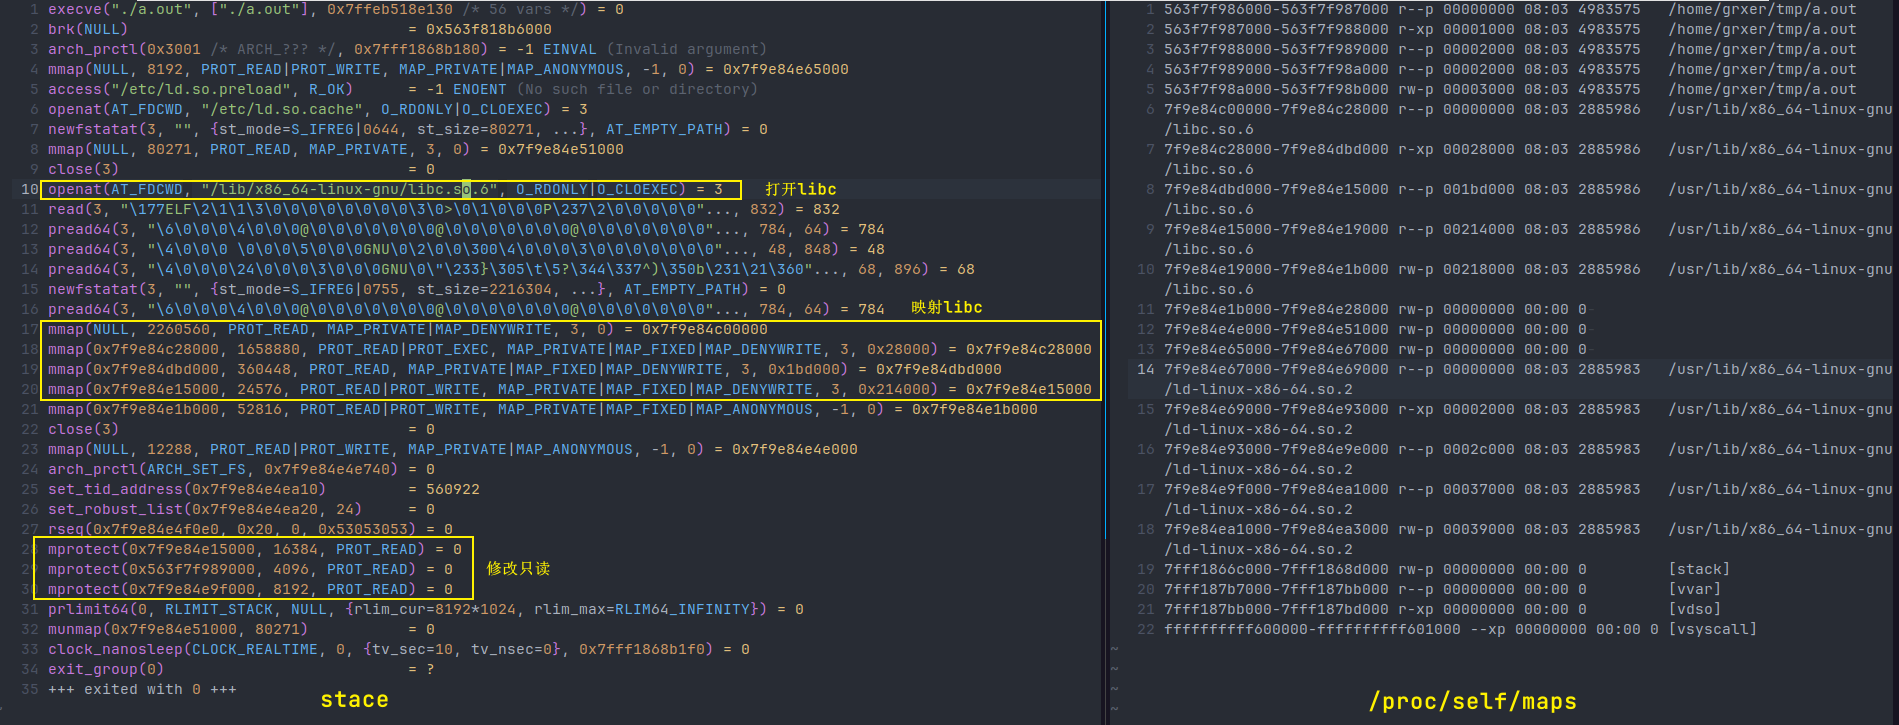 1 execve("./a.out", ["./a.out"], 0x7ffeb518e130 /* 56 vars */) = 0
2 brk(NULL) = 0x563f818b6000
3 arch_prctl(0x3001 /* ARCH_??? */, 0x7fff1868b180) = -1 EINVAL (Invalid argument)
4 mmap(NULL, 8192, PROT_READ|PROT_WRITE, MAP_PRIVATE|MAP_ANONYMOUS, -1, 0) = 0x7f9e84e65000
5 access("/etc/ld.so.preload", R_OK) = -1 ENOENT (No such file or directory)
6 openat(AT_FDCWD, "/etc/ld.so.cache", O_RDONLY|O_CLOEXEC) = 3
7 newfstatat(3, "", {st_mode=S_IFREG|0644, st_size=80271, ...}, AT_EMPTY_PATH) = 0
8 mmap(NULL, 80271, PROT_READ, MAP_PRIVATE, 3, 0) = 0x7f9e84e51000
9 close(3) = 0
10 openat(AT_FDCWD, "/lib/x86_64-linux-gnu/libc.so.6", O_RDONLY|O_CLOEXEC) = 3 打开libc
11 read(3, "\177ELF\2\1\1\3\0\0\0\0\0\0\0\0\3\0>\0\1\0\0\0P\237\2\0\0\0\0\0"..., 832) = 832
12 pread64(3, "\6\0\0\0\4\0\0\0@\0\0\0\0\0\0\0@\0\0\0\0\0\0\0@\0\0\0\0\0\0\0"..., 784, 64) = 784
13 pread64(3, "\4\0\0\0 \0\0\0\5\0\0\0GNU\0\2\0\0\300\4\0\0\0\3\0\0\0\0\0\0\0"..., 48, 848) = 48
14 pread64(3, "\4\0\0\0\24\0\0\0\3\0\0\0GNU\0\"\233}\305\t\5?\344\337^)\350b\231\21\360"..., 68, 896) = 68
15 newfstatat(3, "", {st_mode=S_IFREG|0755, st_size=2216304, ...}, AT_EMPTY_PATH) = 0
16 pread64(3, "\6\0\0\0\4\0\0\0@\0\0\0\0\0\0\0@\0\0\0\0\0\0\0@\0\0\0\0\0\0\0"..., 784, 64) = 784 映射libc
17 mmap(NULL, 2260560, PROT_READ, MAP_PRIVATE|MAP_DENYWRITE, 3, 0) = 0x7f9e84c00000
18 mmap(0x7f9e84c28000, 1658880, PROT_READ|PROT_EXEC, MAP_PRIVATE|MAP_FIXED|MAP_DENYWRITE, 3, 0x28000) = 0x7f9e84c28000
19 mmap(0x7f9e84dbd000, 360448, PROT_READ, MAP_PRIVATE|MAP_FIXED|MAP_DENYWRITE, 3, 0x1bd000) = 0x7f9e84dbd000
20 mmap(0x7f9e84e15000, 24576, PROT_READ|PROT_WRITE, MAP_PRIVATE|MAP_FIXED|MAP_DENYWRITE, 3, 0x214000) = 0x7f9e84e15000
21 mmap(0x7f9e84e1b000, 52816, PROT_READ|PROT_WRITE, MAP_PRIVATE|MAP_FIXED|MAP_ANONYMOUS, -1, 0) = 0x7f9e84e1b000
22 close(3) = 0
23 mmap(NULL, 12288, PROT_READ|PROT_WRITE, MAP_PRIVATE|MAP_ANONYMOUS, -1, 0) = 0x7f9e84e4e000
24 arch_prctl(ARCH_SET_FS, 0x7f9e84e4e740) = 0
25 set_tid_address(0x7f9e84e4ea10) = 560922
26 set_robust_list(0x7f9e84e4ea20, 24) = 0
27 rseq(0x7f9e84e4f0e0, 0x20, 0, 0x53053053) = 0
28 mprotect(0x7f9e84e15000, 16384, PROT_READ) = 0
29 mprotect(0x563f7f989000, 4096, PROT_READ) = 0 修改只读
30 mprotect(0x7f9e84e9f000, 8192, PROT_READ) = 0
31 prlimit64(0, RLIMIT_STACK, NULL, {rlim_cur=8192*1024, rlim_max=RLIM64_INFINITY}) = 0
32 munmap(0x7f9e84e51000, 80271) = 0
33 clock_nanosleep(CLOCK_REALTIME, 0, {tv_sec=10, tv_nsec=0}, 0x7fff1868b1f0) = 0
34 exit_group(0) = ?
35 +++ exited with 0 +++
stace
1 563f7f986000-563f7f987000 r--p 00000000 08:03 4983575 /home/grxer/tmp/a.out
2 563f7f987000-563f7f988000 r-xp 00001000 08:03 4983575 /home/grxer/tmp/a.out
3 563f7f988000-563f7f989000 r--p 00002000 08:03 4983575 /home/grxer/tmp/a.out
4 563f7f989000-563f7f98a000 r--p 00002000 08:03 4983575 /home/grxer/tmp/a.out
5 563f7f98a000-563f7f98b000 rw-p 00003000 08:03 4983575 /home/grxer/tmp/a.out
6 7f9e84c00000-7f9e84c28000 r--p 00000000 08:03 2885986 /usr/lib/x86_64-linux-gnu
/libc.so.6
7 7f9e84c28000-7f9e84dbd000 r-xp 00028000 08:03 2885986 /usr/lib/x86_64-linux-gnu
/libc.so.6
8 7f9e84dbd000-7f9e84e15000 r--p 001bd000 08:03 2885986 /usr/lib/x86_64-linux-gnu
/libc.so.6
9 7f9e84e15000-7f9e84e19000 r--p 00214000 08:03 2885986 /usr/lib/x86_64-linux-gnu
/libc.so.6
10 7f9e84e19000-7f9e84e1b000 rw-p 00218000 08:03 2885986 /usr/lib/x86_64-linux-gnu
/libc.so.6
11 7f9e84e1b000-7f9e84e28000 rw-p 00000000 00:00 0
12 7f9e84e4e000-7f9e84e51000 rw-p 00000000 00:00 0
13 7f9e84e65000-7f9e84e67000 rw-p 00000000 00:00 0
14 7f9e84e67000-7f9e84e69000 r--p 00000000 08:03 2885983 /usr/lib/x86_64-linux-gnu
/ld-linux-x86-64.so.2
15 7f9e84e69000-7f9e84e93000 r-xp 00002000 08:03 2885983 /usr/lib/x86_64-linux-gnu
/ld-linux-x86-64.so.2
16 7f9e84e93000-7f9e84e9e000 r--p 0002c000 08:03 2885983 /usr/lib/x86_64-linux-gnu
/ld-linux-x86-64.so.2
17 7f9e84e9f000-7f9e84ea1000 r--p 00037000 08:03 2885983 /usr/lib/x86_64-linux-gnu
/ld-linux-x86-64.so.2
18 7f9e84ea1000-7f9e84ea3000 rw-p 00039000 08:03 2885983 /usr/lib/x86_64-linux-gnu
/ld-linux-x86-64.so.2
19 7fff1866c000-7fff1868d000 rw-p 00000000 00:00 0 [stack]
20 7fff187b7000-7fff187bb000 r--p 00000000 00:00 0 [vvar]
21 7fff187bb000-7fff187bd000 r-xp 00000000 00:00 0 [vdso]
22 ffffffffff600000-ffffffffff601000 --xp 00000000 00:00 0 [vsyscall]
~
~
~
~
/proc/self/maps